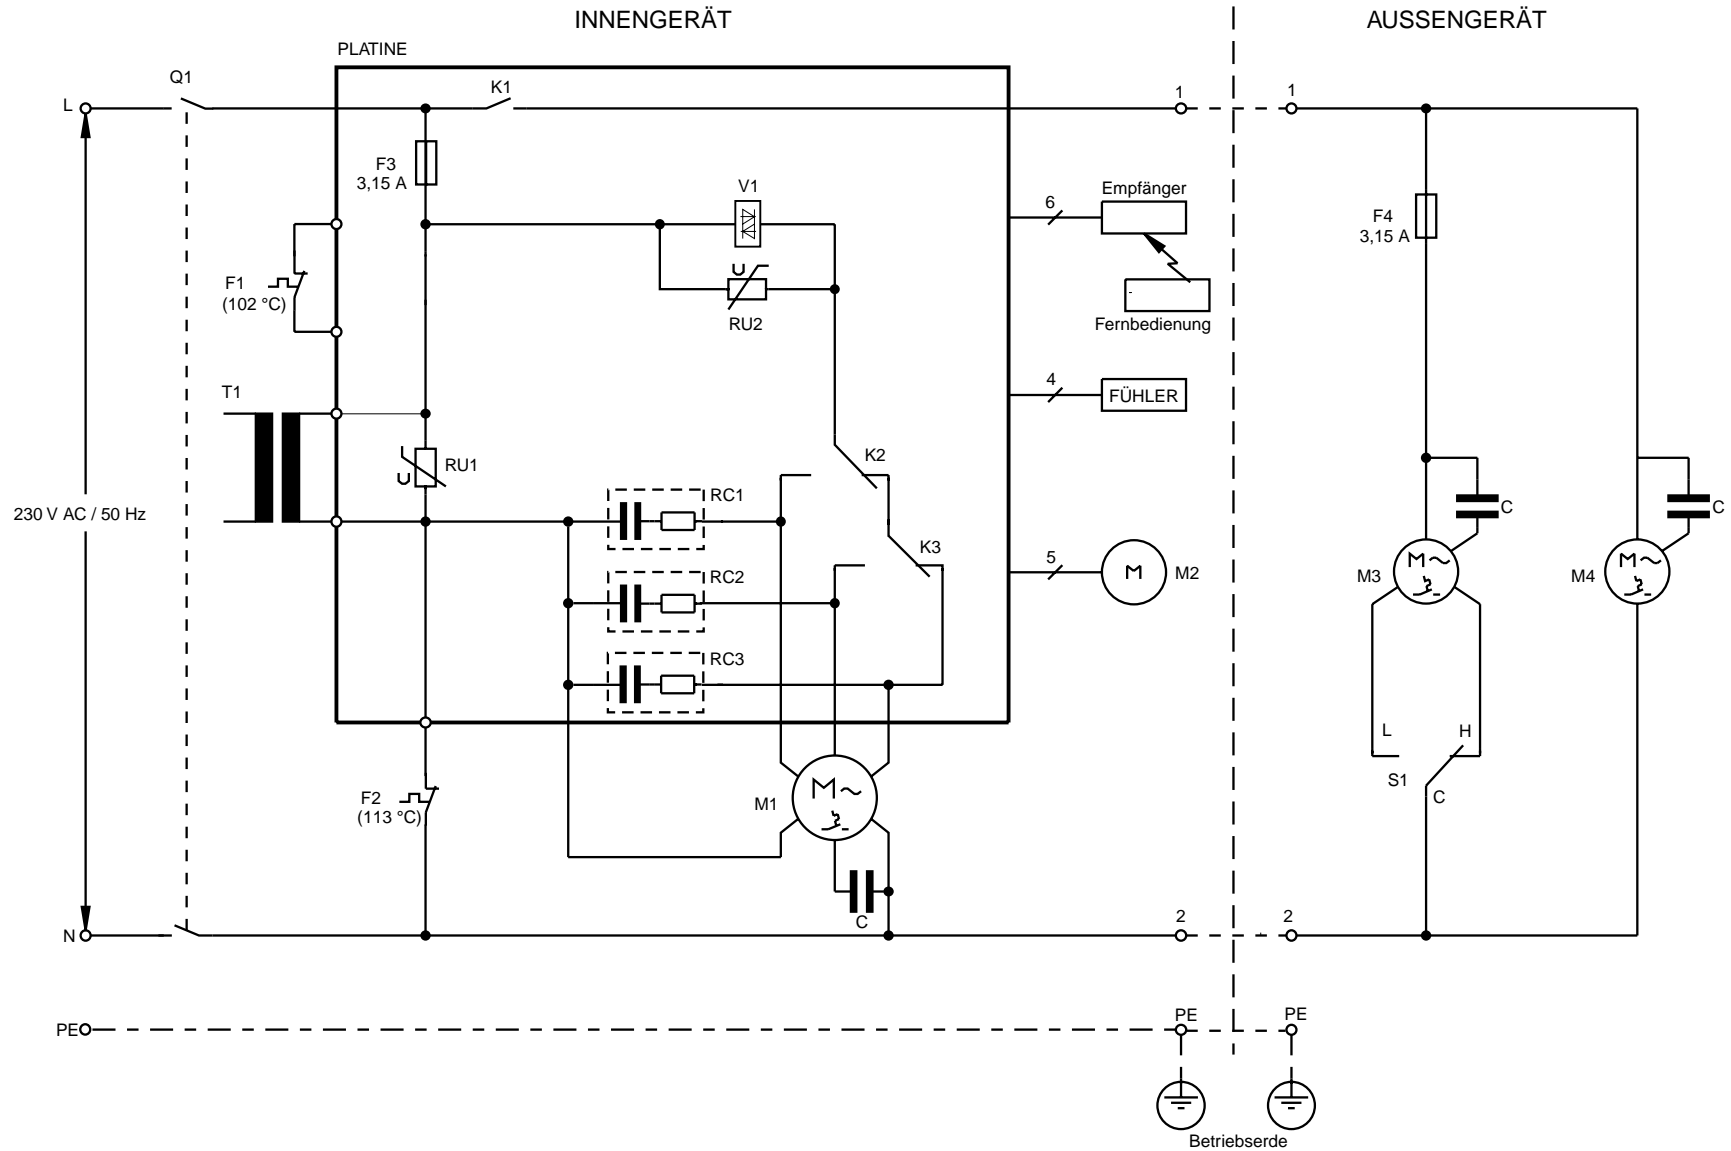 INNENGERÄT
AUSSENGERÄT
PLATINE
Q1
K1
L
1
1
F3
3,15 A
V1
6
Empfänger
F4
3,15 A
F1
(102 °C)
U
RU2
Fernbedienung
T1
4
FÜHLER
K2
RU1
U
230 V AC / 50 Hz
RC1
C
C
K3
5
M
M2
M3
M
M4
M
RC2
RC3
L
H
S1
C
F2
(113 °C)
M1
M
C
N
2
2
PE
PE
PE
Betriebserde